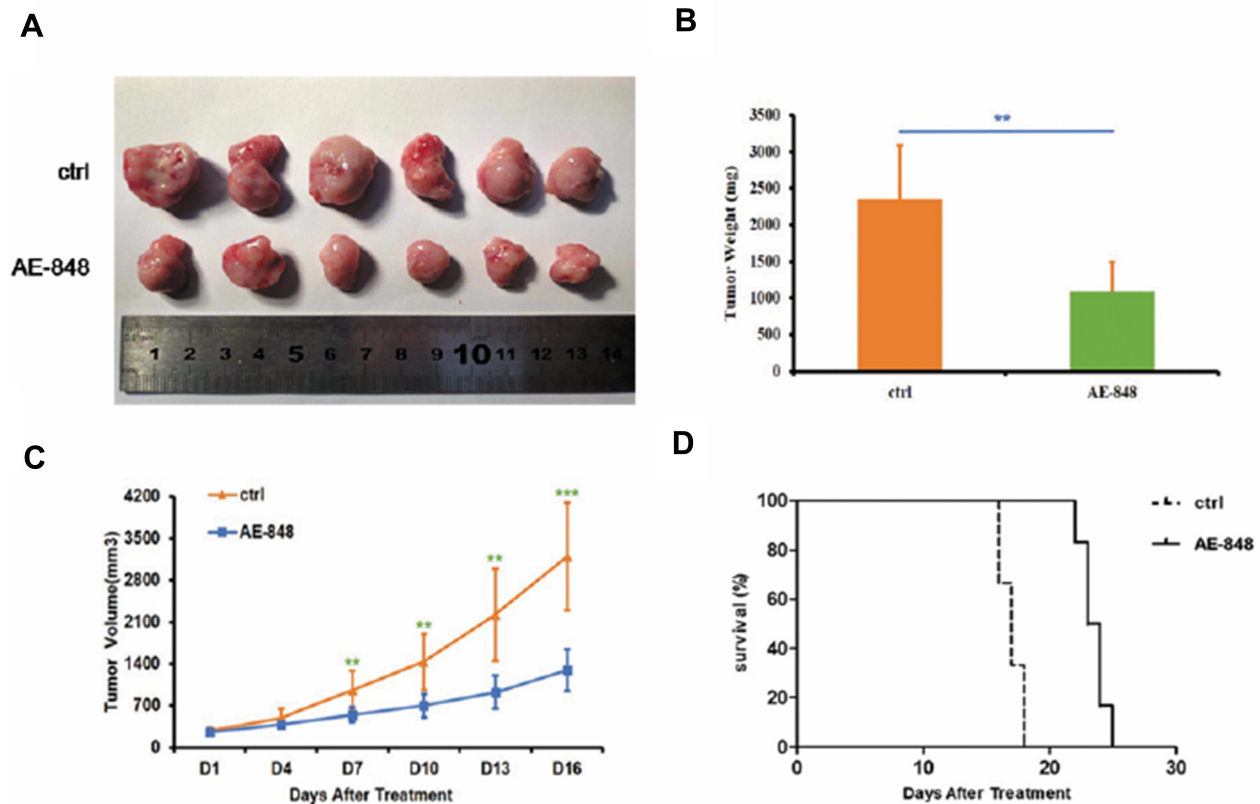 A
ctrl
AE-848
1 2 3 4 5 6 7 8 9 10 11 12 13 14
B
3500
3000
2500
2000
1500
1000
500
0
Tumor Weight (mg)
**
ctrl
AE-848
C
4200
3500
2800
2100
1400
700
0
Tumor Volume(mm3)
ctrl
AE-848
**
**
**
***
D1 D4 D7 D10 D13 D16
Days After Treatment
D
100
80
60
40
20
0
survival (%)
ctrl
AE-848
0 10 20 30
Days After Treatment